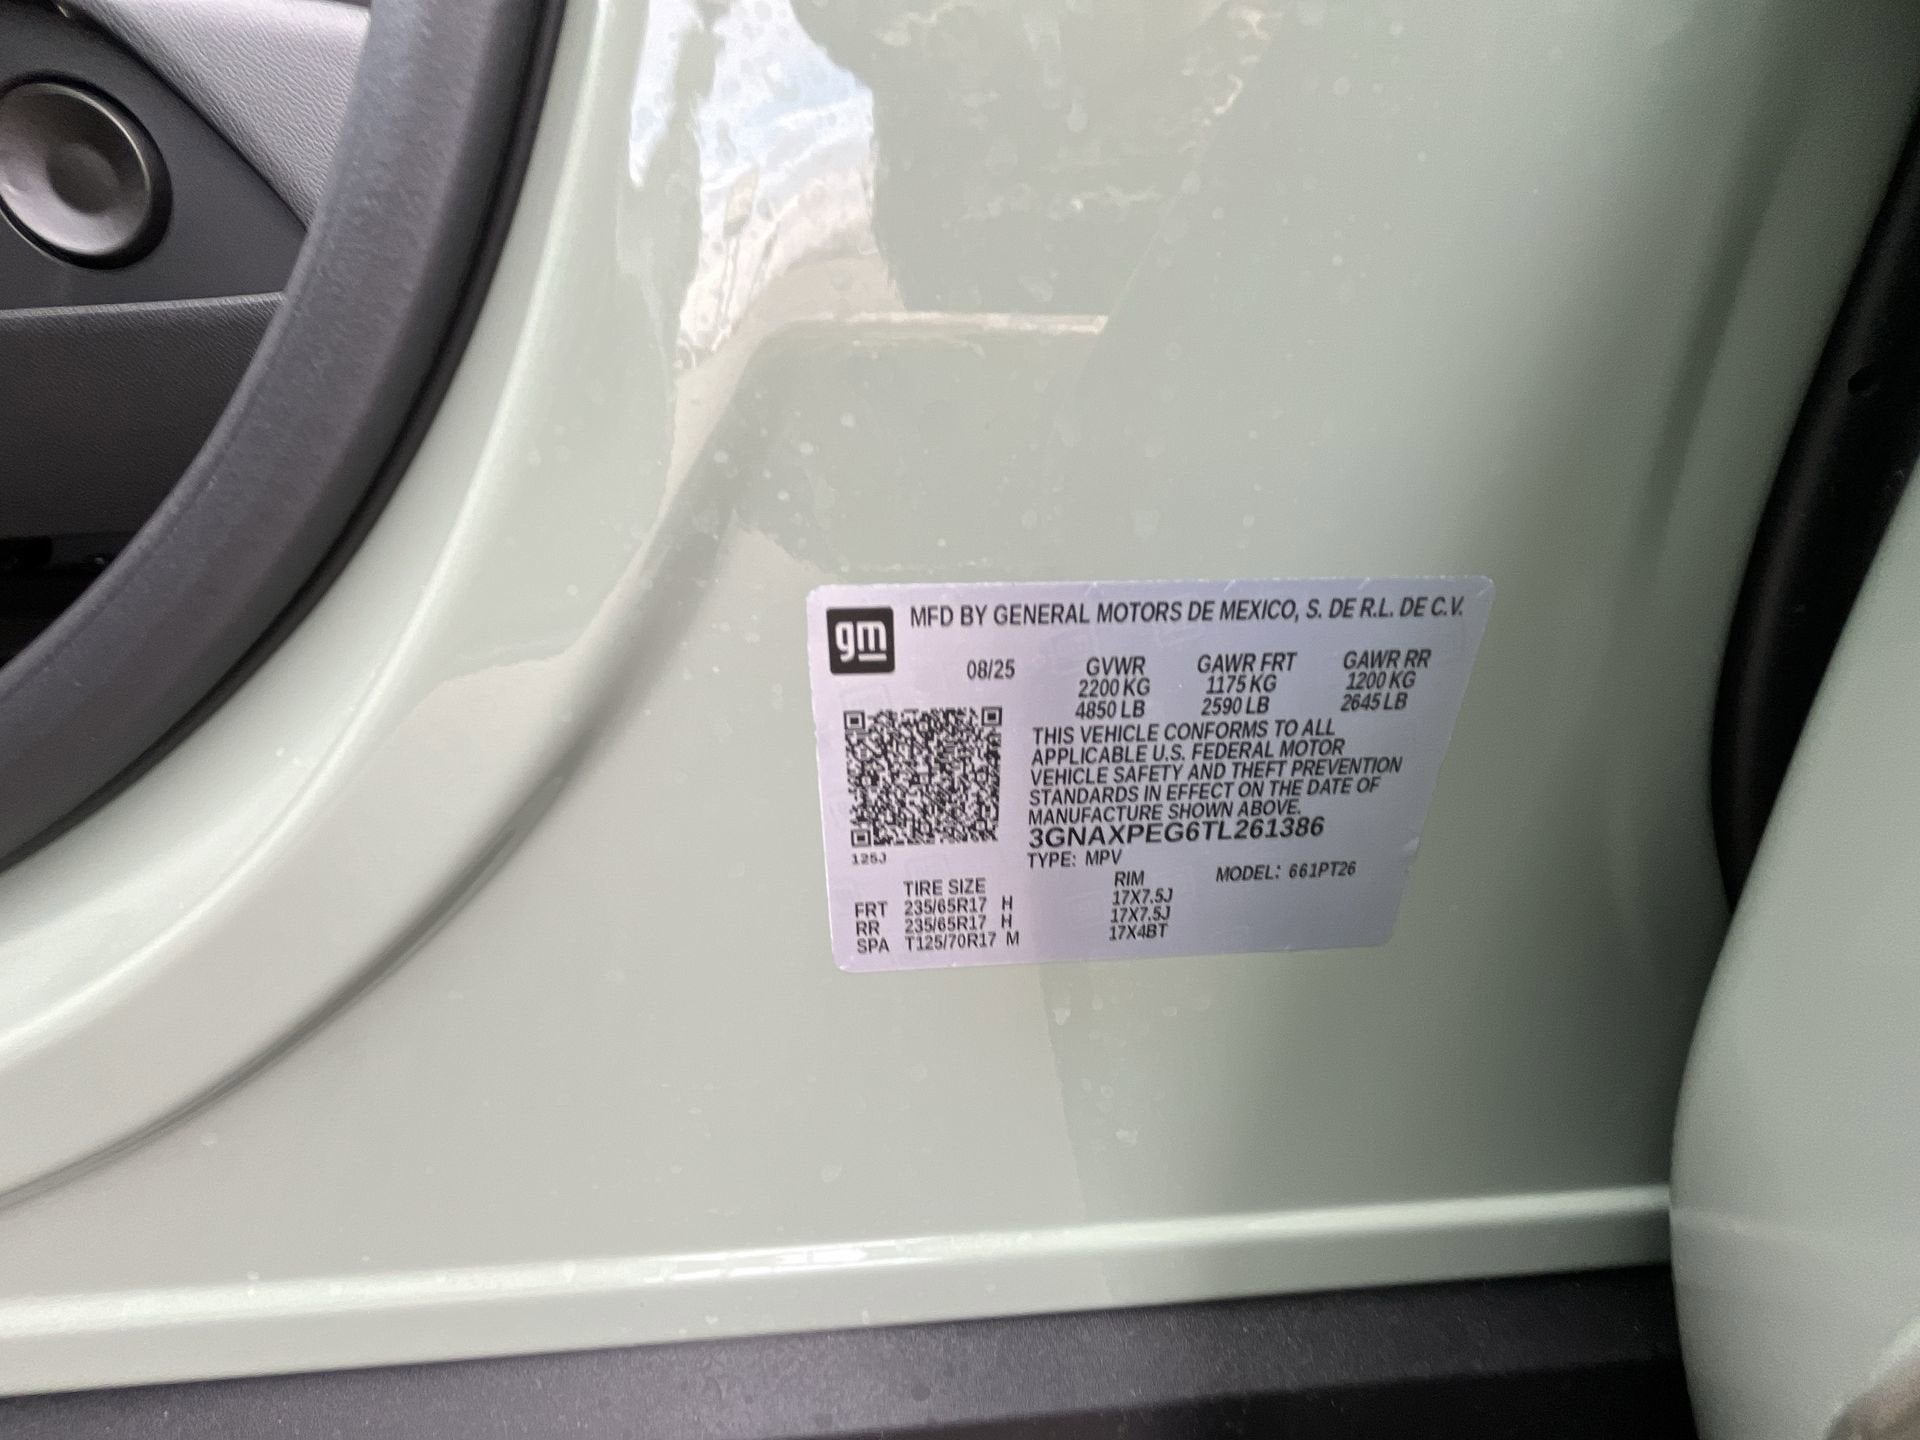 gm
MFD BY GENERAL MOTORS DE MEXICO, S. DE R.L. DE C.V.
08/25 GVWR GAWR FRT GAWR RR
2200 KG 1175 KG 1200 KG
4850 LB 2590 LB 2645 LB
THIS VEHICLE CONFORMS TO ALL
APPLICABLE U.S. FEDERAL MOTOR
VEHICLE SAFETY AND THEFT PREVENTION
STANDARDS IN EFFECT ON THE DATE OF
MANUFACTURE SHOWN ABOVE.
3GNAXPEG6TL261386
125J
TYPE: MPV MODEL: 661PT26
TIRE SIZE RIM
FRT 235/65R17 H 17X7.5J
RR 235/65R17 H 17X7.5J
SPA T125/70R17 M 17X4BT